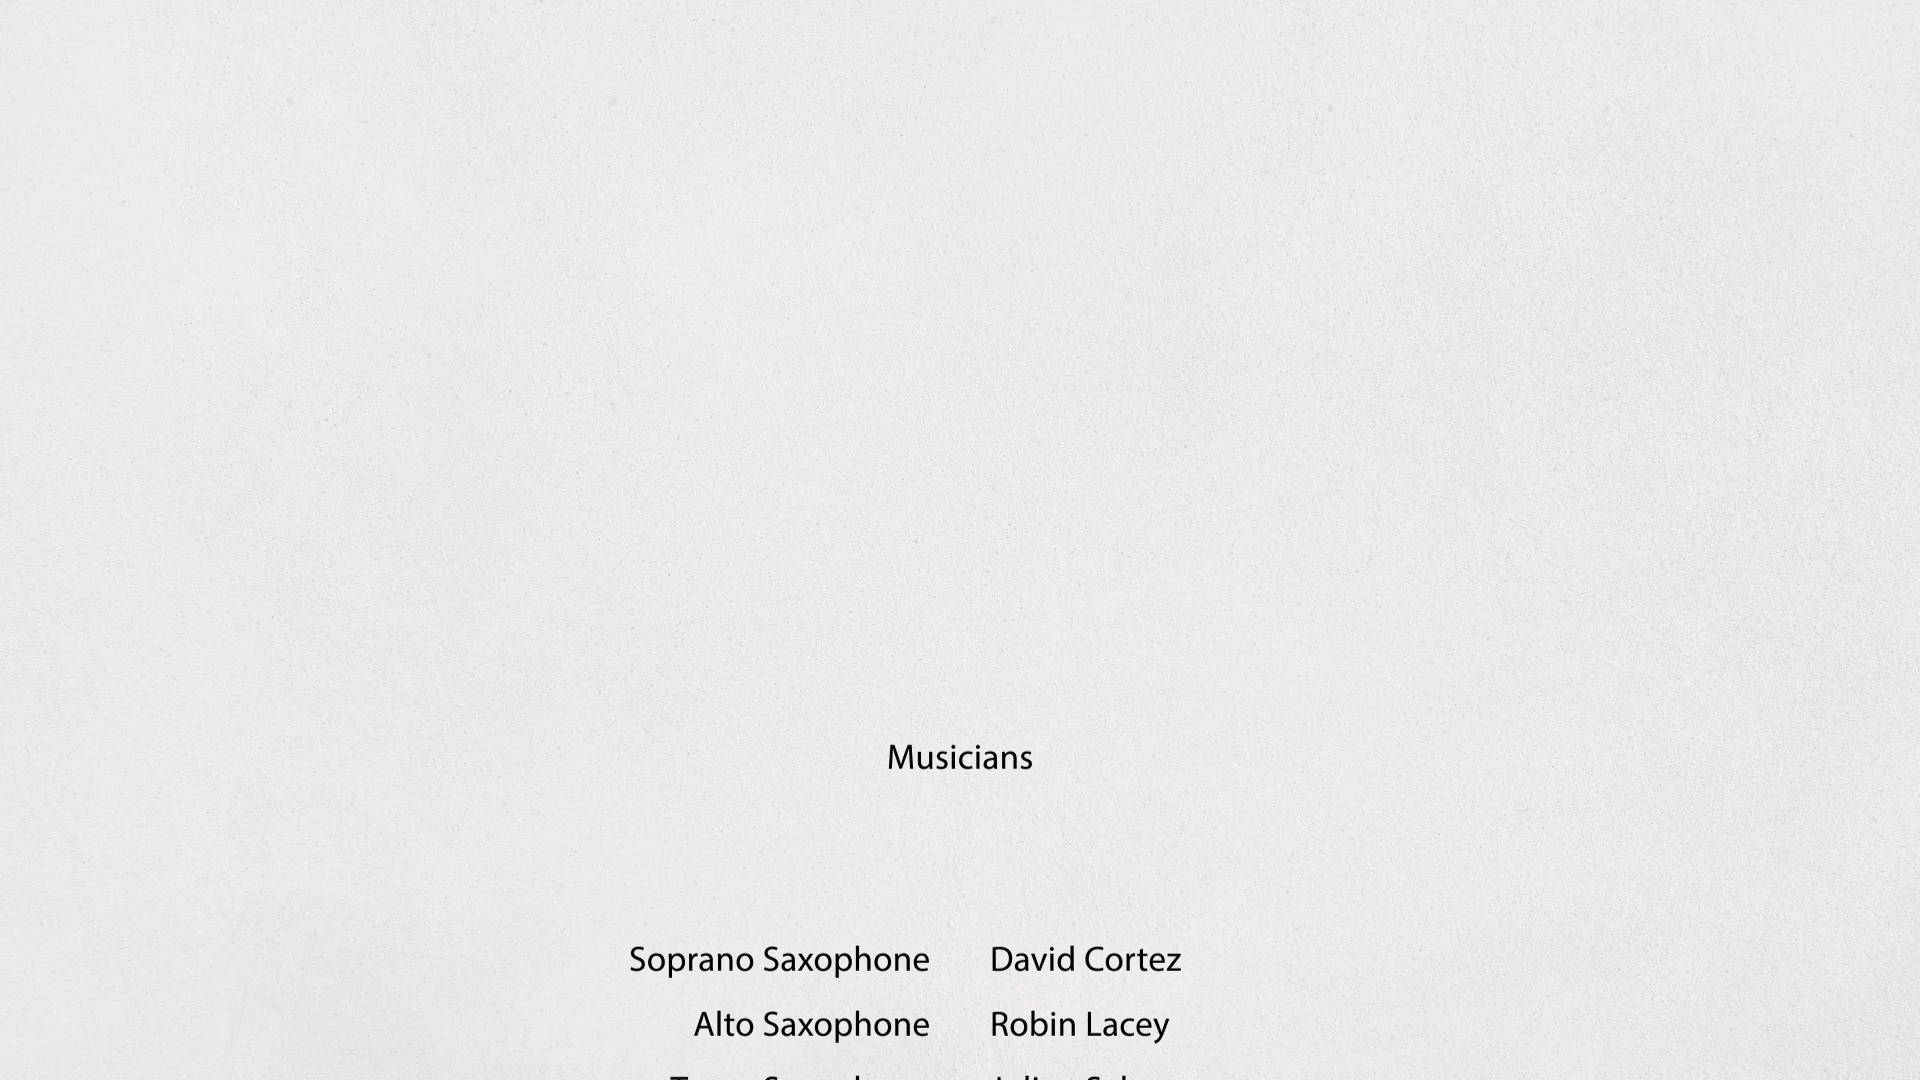 Musicians
Soprano Saxophone David Cortez
Alto Saxophone Robin Lacey